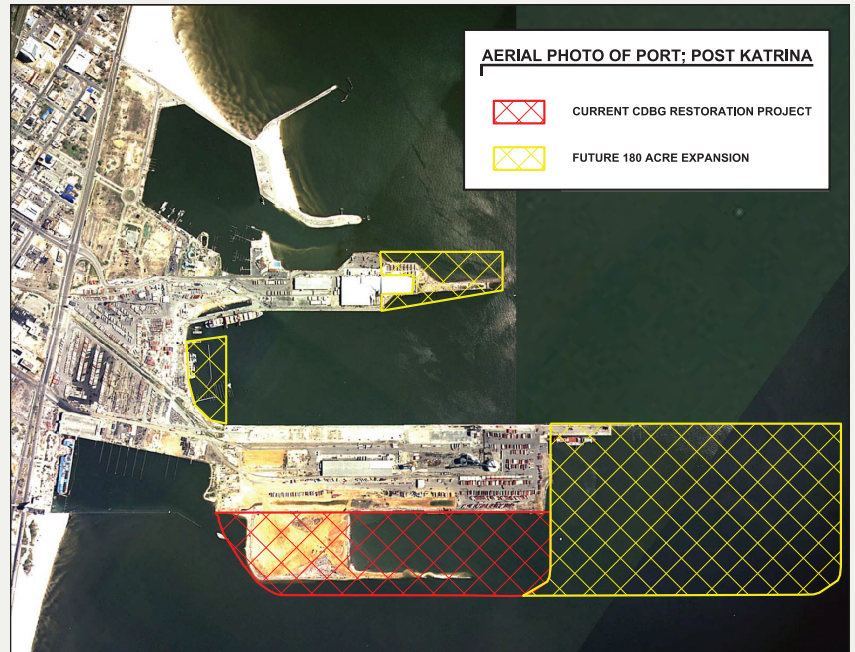 AERIAL PHOTO OF PORT; POST KATRINA
CURRENT CDBG RESTORATION PROJECT
FUTURE 180 ACRE EXPANSION